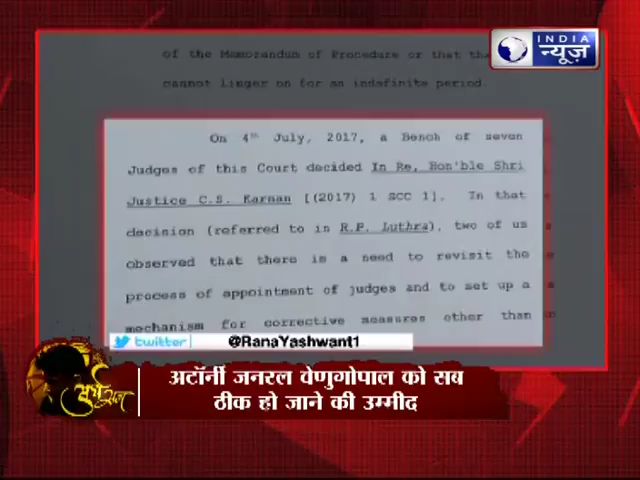 of the Memorandum of Procedure or that the
cannot linger on for an indefinite period
INDIA
न्यूज़
On 4th July, 2017, a Bench of seven
Judges of this Court decided In Re, Hon'ble Shri
Justice C.S. Karnan [(2017) 1 SCC 1]. In that
decision (referred to in R.P. Luthra), two of us
observed that there is a need to revisit the
process of appointment of judges and to set up a
mechanism for corrective measures other than
twitter @RanaYashwant1
अर्धसत्य
अटॉर्नी जनरल वेणुगोपाल को सब
ठीक हो जाने की उम्मीद